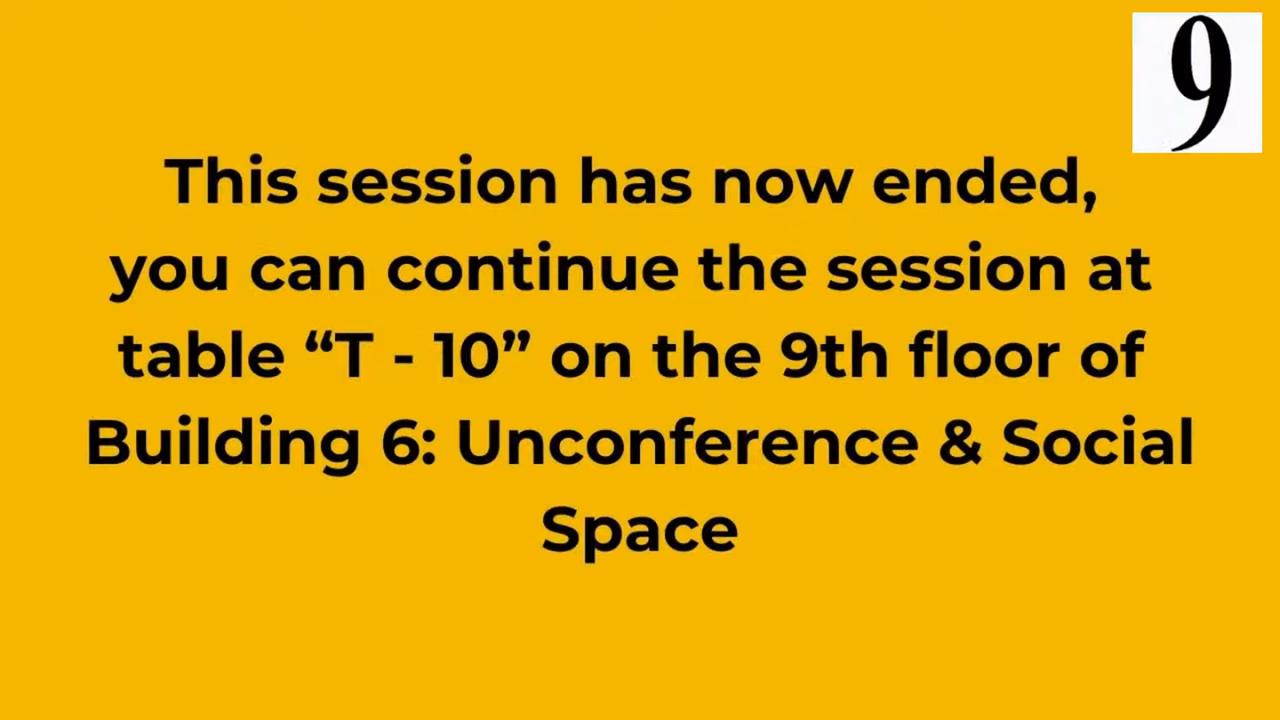 9
This session has now ended,
you can continue the session at
table “T - 10” on the 9th floor of
Building 6: Unconference & Social
Space